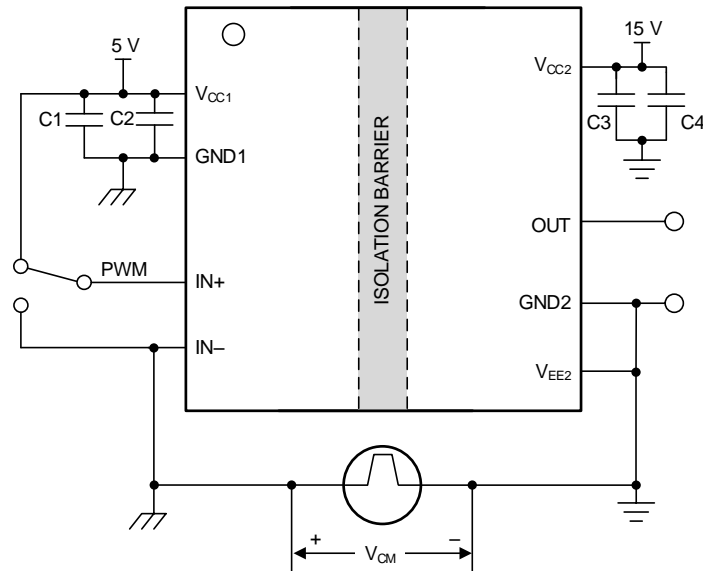 5 V
15 V
VCC1
VCC2
C1
C2
C3
C4
GND1
ISOLATION BARRIER
OUT
PWM
IN+
GND2
IN–
VEE2
+
–
VCM